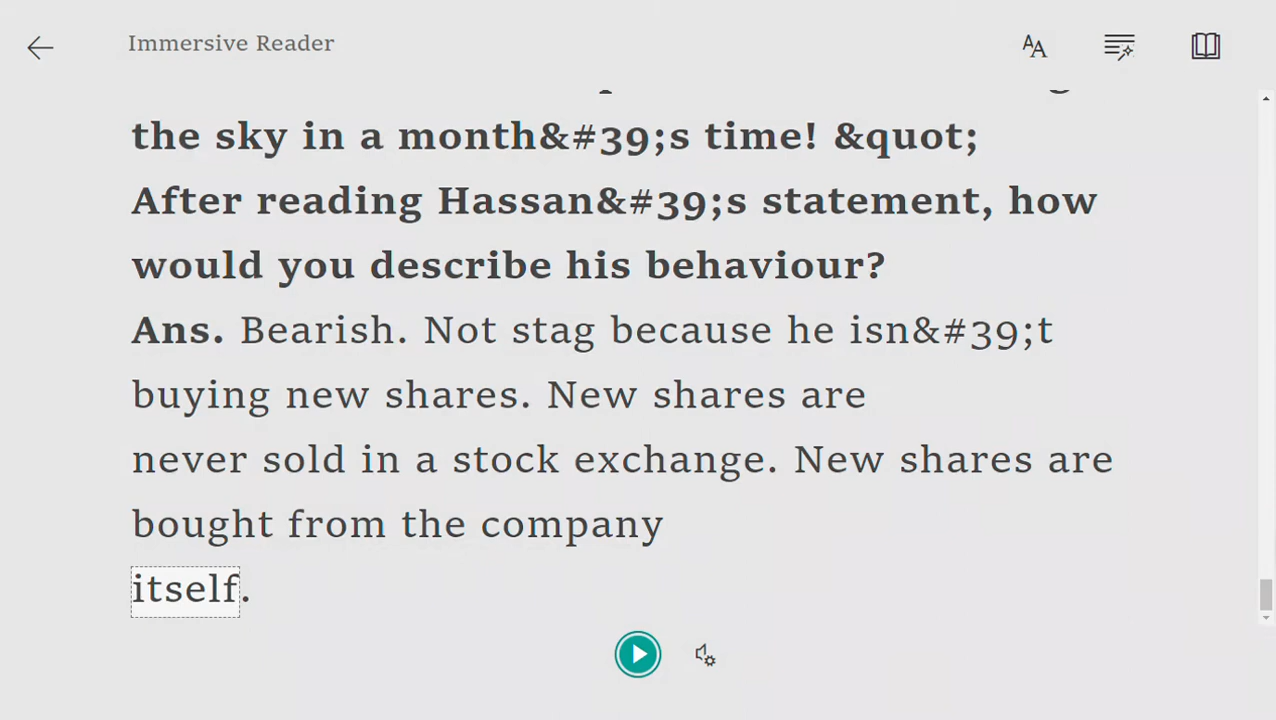 Immersive Reader
the sky in a month&#39;s time! &quot;
After reading Hassan&#39;s statement, how
would you describe his behaviour?
Ans. Bearish. Not stag because he isn&#39;t
buying new shares. New shares are
never sold in a stock exchange. New shares are
bought from the company
itself.